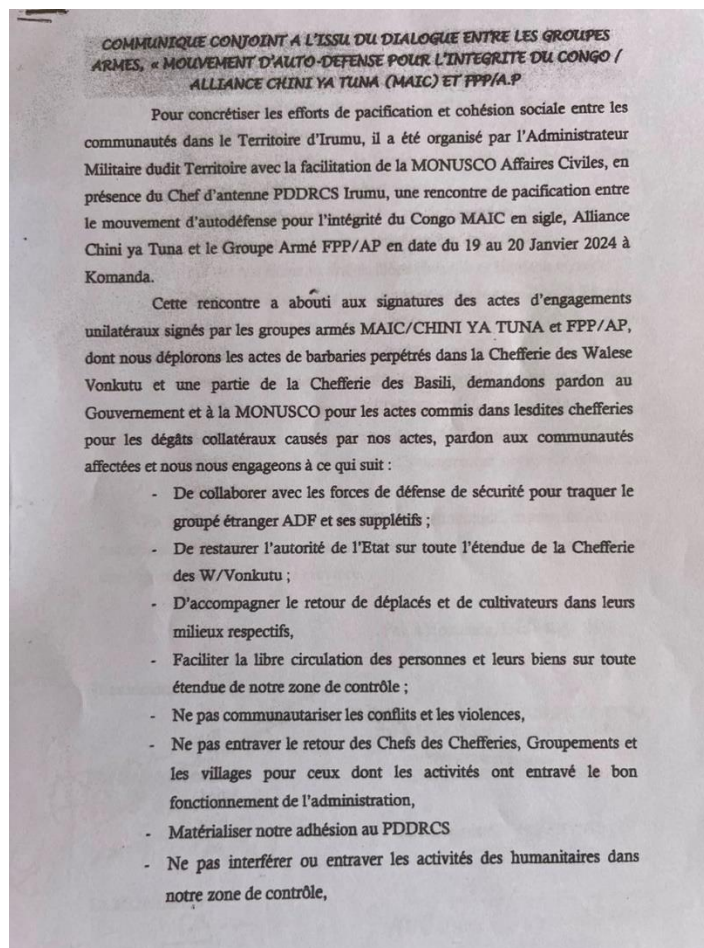 COMMUNIQUE CONJOINT A L'ISSU DU DIALOGUE ENTRE LES GROUPES
ARMES, « MOUVEMENT D'AUTO-DEFENSE POUR L'INTEGRITE DU CONGO /
ALLIANCE CHINI YA TUNA (MAIC) ET FPP/A.P
Pour concrétiser les efforts de pacification et cohésion sociale entre les
communautés dans le Territoire d'Irumu, il a été organisé par l'Administrateur
Militaire dudit Territoire avec la facilitation de la MONUSCO Affaires Civiles, en
présence du Chef d'antenne PDDRCS Irumu, une rencontre de pacification entre
le mouvement d'autodéfense pour l'intégrité du Congo MAIC en sigle, Alliance
Chini ya Tuna et le Groupe Armé FPP/AP en date du 19 au 20 Janvier 2024 à
Komanda.
Cette rencontre a abouti aux signatures des actes d'engagements
unilatéraux signés par les groupes armés MAIC/CHINI YA TUNA et FPP/AP,
dont nous déplorons les actes de barbaries perpétrés dans la Chefferie des Walese
Vonkutu et une partie de la Chefferie des Basili, demandons pardon au
Gouvernement et à la MONUSCO pour les actes commis dans lesdites chefferies
pour les dégâts collatéraux causés par nos actes, pardon aux communautés
affectées et nous nous engageons à ce qui suit :
- De collaborer avec les forces de défense de sécurité pour traquer le
groupé étranger ADF et ses supplétifs ;
- De restaurer l'autorité de l'Etat sur toute l'étendue de la Chefferie
des W/Vonkutu ;
- D'accompagner le retour de déplacés et de cultivateurs dans leurs
milieux respectifs,
- Faciliter la libre circulation des personnes et leurs biens sur toute
étendue de notre zone de contrôle ;
- Ne pas communautariser les conflits et les violences,
- Ne pas entraver le retour des Chefs des Chefferies, Groupements et
les villages pour ceux dont les activités ont entravé le bon
fonctionnement de l'administration,
- Matérialiser notre adhésion au PDDRCS
- Ne pas interférer ou entraver les activités des humanitaires dans
notre zone de contrôle,